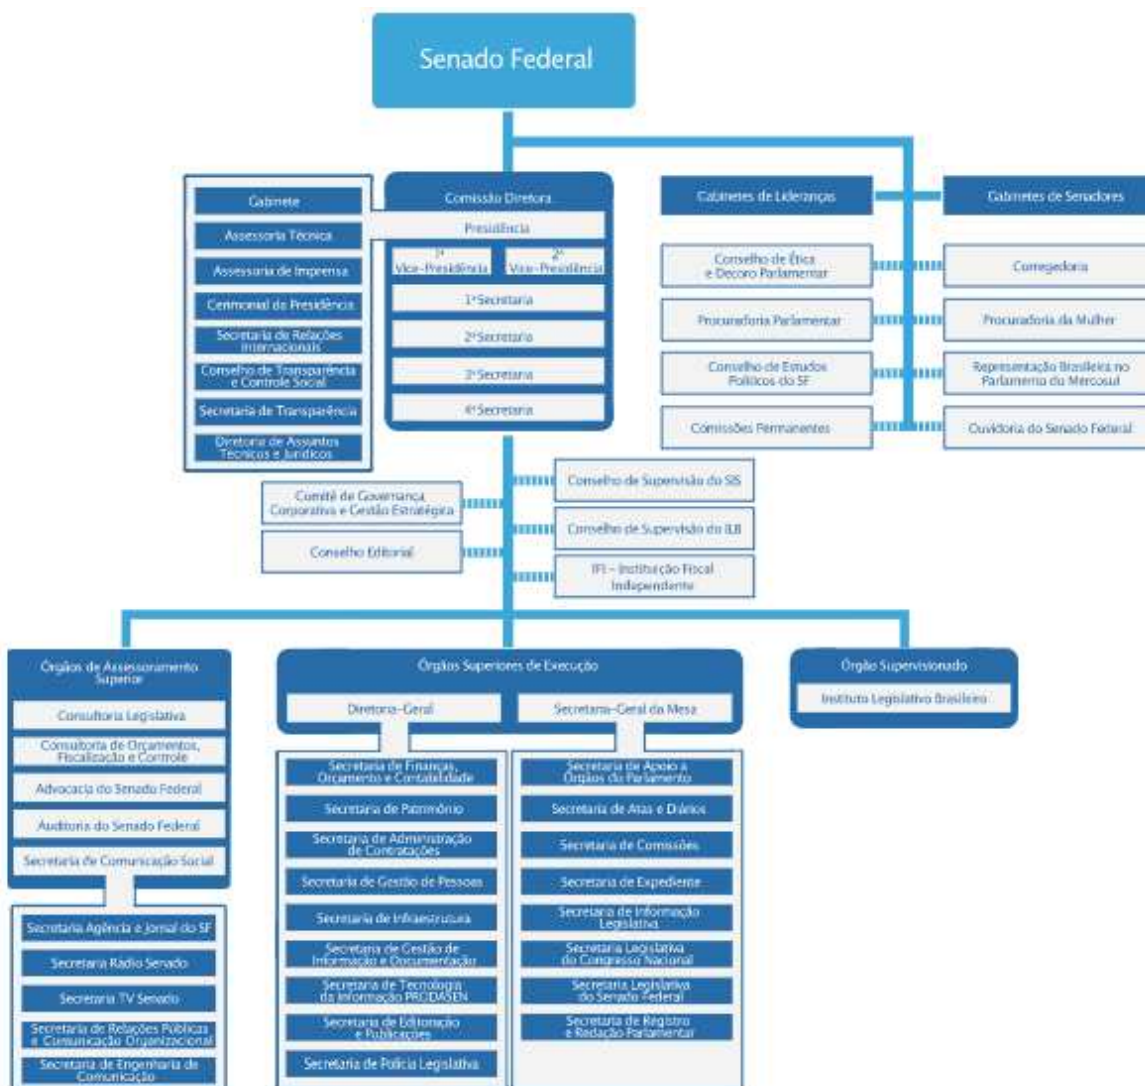 Senado Federal
Gabinete
Assessoria Técnica
Assessoria de Imprensa
Cerimonial da Presidência
Secretaria de Relações
Internacionais
Conselho de Transparência
e Controle Social
Secretaria de Transparência
Diretoria de Assuntos
Técnicos e Jurídicos
Comissão Diretora
Presidência
1ª
Vice-Presidência
2ª
Vice-Presidência
1ª Secretaria
2ª Secretaria
3ª Secretaria
4ª Secretaria
Gabinetes de Lideranças
Gabinetes de Senadores
Conselho de Ética
e Decoro Parlamentar
Corregedoria
Procuradoria Parlamentar
Procuradoria da Mulher
Conselho de Estudos
Políticos do SF
Representação Brasileira no
Parlamento do Mercosul
Comissões Permanentes
Ouvidoria do Senado Federal
Comitê de Governança
Corporativa e Gestão Estratégica
Conselho Editorial
Conselho de Supervisão do SIS
Conselho de Supervisão do ILB
IFI - Instituição Fiscal
Independente
Órgãos de Assessoramento
Superior
Consultoria Legislativa
Consultoria de Orçamentos,
Fiscalização e Controle
Advocacia do Senado Federal
Auditoria do Senado Federal
Secretaria de Comunicação Social
Secretaria Agência e Jornal do SF
Secretaria Rádio Senado
Secretaria TV Senado
Secretaria de Relações Públicas
e Comunicação Organizacional
Secretaria de Engenharia de
Comunicação
Órgãos Superiores de Execução
Diretoria-Geral
Secretaria de Finanças,
Orçamento e Contabilidade
Secretaria de Patrimônio
Secretaria de Administração
de Contratações
Secretaria de Gestão de Pessoas
Secretaria de Infraestrutura
Secretaria de Gestão de
Informação e Documentação
Secretaria de Tecnologia
da Informação PRODASEN
Secretaria de Editoração
e Publicações
Secretaria de Polícia Legislativa
Secretaria-Geral da Mesa
Secretaria de Apoio a
Órgãos do Parlamento
Secretaria de Atas e Diários
Secretaria de Comissões
Secretaria de Expediente
Secretaria de Informação
Legislativa
Secretaria Legislativa
do Congresso Nacional
Secretaria Legislativa
do Senado Federal
Secretaria de Registro
e Redação Parlamentar
Órgão Supervisionado
Instituto Legislativo Brasileiro